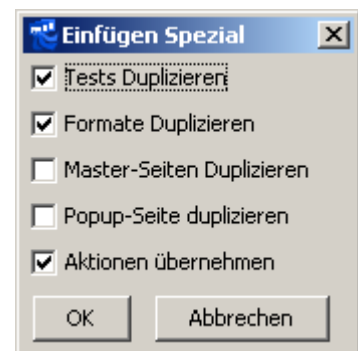 Einfügen Spezial
Tests Duplizieren
Formate Duplizieren
Master-Seiten Duplizieren
Popup-Seite duplizieren
Aktionen übernehmen
OK Abbrechen